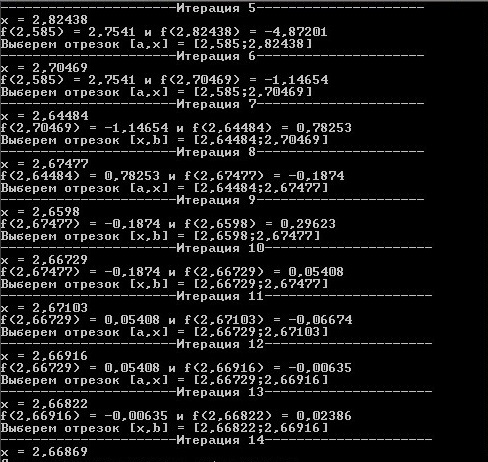 -------------------------Итерация 5------------------------
x = 2,82438
f(2,585) = 2,7541 и f(2,82438) = -4,87201
Выберем отрезок [a,x] = [2,585;2,82438]
-------------------------Итерация 6------------------------
x = 2,70469
f(2,585) = 2,7541 и f(2,70469) = -1,14654
Выберем отрезок [a,x] = [2,585;2,70469]
-------------------------Итерация 7------------------------
x = 2,64484
f(2,70469) = -1,14654 и f(2,64484) = 0,78253
Выберем отрезок [x,b] = [2,64484;2,70469]
-------------------------Итерация 8------------------------
x = 2,67477
f(2,64484) = 0,78253 и f(2,67477) = -0,1874
Выберем отрезок [a,x] = [2,64484;2,67477]
-------------------------Итерация 9------------------------
x = 2,6598
f(2,67477) = -0,1874 и f(2,6598) = 0,29623
Выберем отрезок [x,b] = [2,6598;2,67477]
-------------------------Итерация 10------------------------
x = 2,66729
f(2,67477) = -0,1874 и f(2,66729) = 0,05408
Выберем отрезок [x,b] = [2,66729;2,67477]
-------------------------Итерация 11------------------------
x = 2,67103
f(2,66729) = 0,05408 и f(2,67103) = -0,06674
Выберем отрезок [a,x] = [2,66729;2,67103]
-------------------------Итерация 12------------------------
x = 2,66916
f(2,66729) = 0,05408 и f(2,66916) = -0,00635
Выберем отрезок [a,x] = [2,66729;2,66916]
-------------------------Итерация 13------------------------
x = 2,66822
f(2,66916) = -0,00635 и f(2,66822) = 0,02386
Выберем отрезок [x,b] = [2,66822;2,66916]
-------------------------Итерация 14------------------------
x = 2,66869